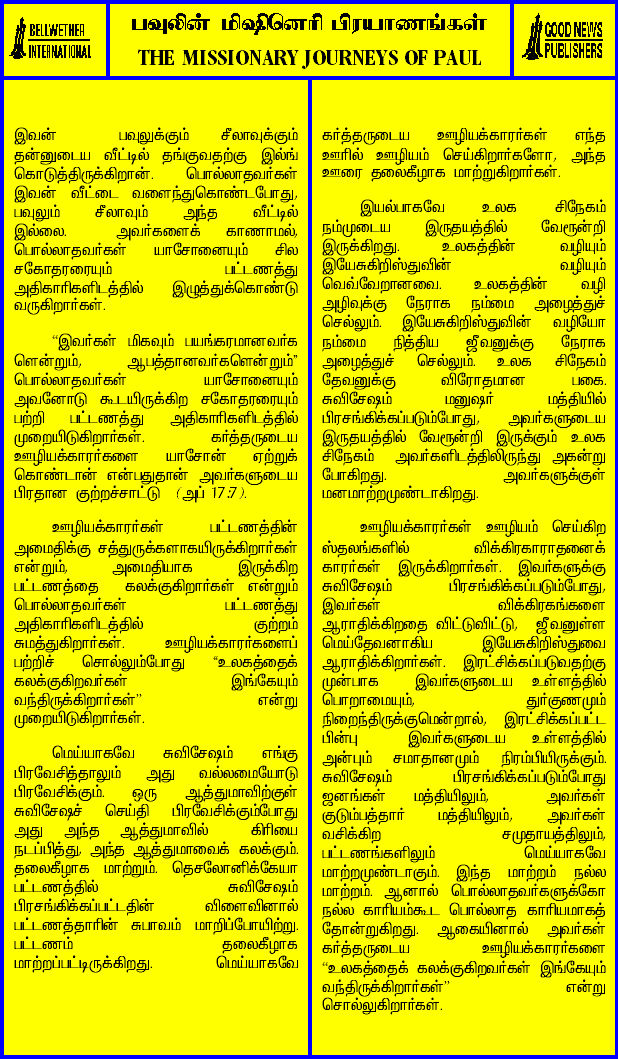 BELLWETHER
INTERNATIONAL
பவுலின் மிஷினெரி பிரயாணங்கள்
THE MISSIONARY JOURNEYS OF PAUL
GOOD NEWS
PUBLISHERS
இவன் பவுலுக்கும் சீலாவுக்கும்
தன்னுடைய வீட்டில் தங்குவதற்கு இல்ங்
கொடுத்திருக்கிறான். பொல்லாதவர்கள்
இவன் வீட்டை வளைந்துகொண்டபோது,
பவுலும் சீலாவும் அந்த வீட்டில்
இல்லை. அவர்களைக் காணாமல்,
பொல்லாதவர்கள் யாசோனையும் சில
சகோதரரையும் பட்டணத்து
அதிகாரிகளிடத்தில் இழுத்துக்கொண்டு
வருகிறார்கள்.
“இவர்கள் மிகவும் பயங்கரமானவர்க
ளென்றும், ஆபத்தானவர்களென்றும்”
பொல்லாதவர்கள் யாசோனையும்
அவனோடு கூடயிருக்கிற சகோதரரையும்
பற்றி பட்டணத்து அதிகாரிகளிடத்தில்
முறையிடுகிறார்கள். கர்த்தருடைய
ஊழியக்காரர்களை யாசோன் ஏற்றுக்
கொண்டான் என்பதுதான் அவர்களுடைய
பிரதான குற்றச்சாட்டு (அப் 17:7).
ஊழியக்காரர்கள் பட்டணத்தின்
அமைதிக்கு சத்துருக்களாகயிருக்கிறார்கள்
என்றும், அமைதியாக இருக்கிற
பட்டணத்தை கலக்குகிறார்கள் என்றும்
பொல்லாதவர்கள் பட்டணத்து
அதிகாரிகளிடத்தில் குற்றம்
சுமத்துகிறார்கள். ஊழியக்காரர்களைப்
பற்றிச் சொல்லும்போது “உலகத்தைக்
கலக்குகிறவர்கள் இங்கேயும்
வந்திருக்கிறார்கள்” என்று
முறையிடுகிறார்கள்.
மெய்யாகவே சுவிசேஷம் எங்கு
பிரவேசித்தாலும் அது வல்லமையோடு
பிரவேசிக்கும். ஒரு ஆத்துமாவிற்குள்
சுவிசேஷச் செய்தி பிரவேசிக்கும்போது
அது அந்த ஆத்துமாவில் கிரியை
நடப்பித்து, அந்த ஆத்துமாவைக் கலக்கும்.
தலைகீழாக மாற்றும். தெசலோனிக்கேயா
பட்டணத்தில் சுவிசேஷம்
பிரசங்கிக்கப்பட்டதின் விளைவினால்
பட்டணத்தாரின் சுபாவம் மாறிப்போயிற்று.
பட்டணம் தலைகீழாக
மாற்றப்பட்டிருக்கிறது. மெய்யாகவே
கர்த்தருடைய ஊழியக்காரர்கள் எந்த
ஊரில் ஊழியம் செய்கிறார்களோ, அந்த
ஊரை தலைகீழாக மாற்றுகிறார்கள்.
இயல்பாகவே உலக சிநேகம்
நம்முடைய இருதயத்தில் வேரூன்றி
இருக்கிறது. உலகத்தின் வழியும்
இயேசுகிறிஸ்துவின் வழியும்
வெவ்வேறானவை. உலகத்தின் வழி
அழிவுக்கு நேராக நம்மை அழைத்துச்
செல்லும். இயேசுகிறிஸ்துவின் வழியோ
நம்மை நித்திய ஜீவனுக்கு நேராக
அழைத்துச் செல்லும். உலக சிநேகம்
தேவனுக்கு விரோதமான பகை.
சுவிசேஷம் மனுஷர் மத்தியில்
பிரசங்கிக்கப்படும்போது, அவர்களுடைய
இருதயத்தில் வேரூன்றி இருக்கும் உலக
சிநேகம் அவர்களிடத்திலிருந்து அகன்று
போகிறது. அவர்களுக்குள்
மனமாற்றமுண்டாகிறது.
ஊழியக்காரர்கள் ஊழியம் செய்கிற
ஸ்தலங்களில் விக்கிரகாராதனைக்
காரர்கள் இருக்கிறார்கள். இவர்களுக்கு
சுவிசேஷம் பிரசங்கிக்கப்படும்போது,
இவர்கள் விக்கிரகங்களை
ஆராதிக்கிறதை விட்டுவிட்டு, ஜீவனுள்ள
மெய்தேவனாகிய இயேசுகிறிஸ்துவை
ஆராதிக்கிறார்கள். இரட்சிக்கப்படுவதற்கு
முன்பாக இவர்களுடைய உள்ளத்தில்
பொறாமையும், துர்குணமும்
நிறைந்திருக்குமென்றால், இரட்சிக்கப்பட்ட
பின்பு இவர்களுடைய உள்ளத்தில்
அன்பும் சமாதானமும் நிரம்பியிருக்கும்.
சுவிசேஷம் பிரசங்கிக்கப்படும்போது
ஜனங்கள் மத்தியிலும், அவர்கள்
குடும்பத்தார் மத்தியிலும், அவர்கள்
வசிக்கிற சமுதாயத்திலும்,
பட்டணங்களிலும் மெய்யாகவே
மாற்றமுண்டாகும். இந்த மாற்றம் நல்ல
மாற்றம். ஆனால் பொல்லாதவர்களுக்கோ
நல்ல காரியம்கூட பொல்லாத காரியமாகத்
தோன்றுகிறது. ஆகையினால் அவர்கள்
கர்த்தருடைய ஊழியக்காரர்களை
“உலகத்தைக் கலக்குகிறவர்கள் இங்கேயும்
வந்திருக்கிறார்கள்” என்று
சொல்லுகிறார்கள்.